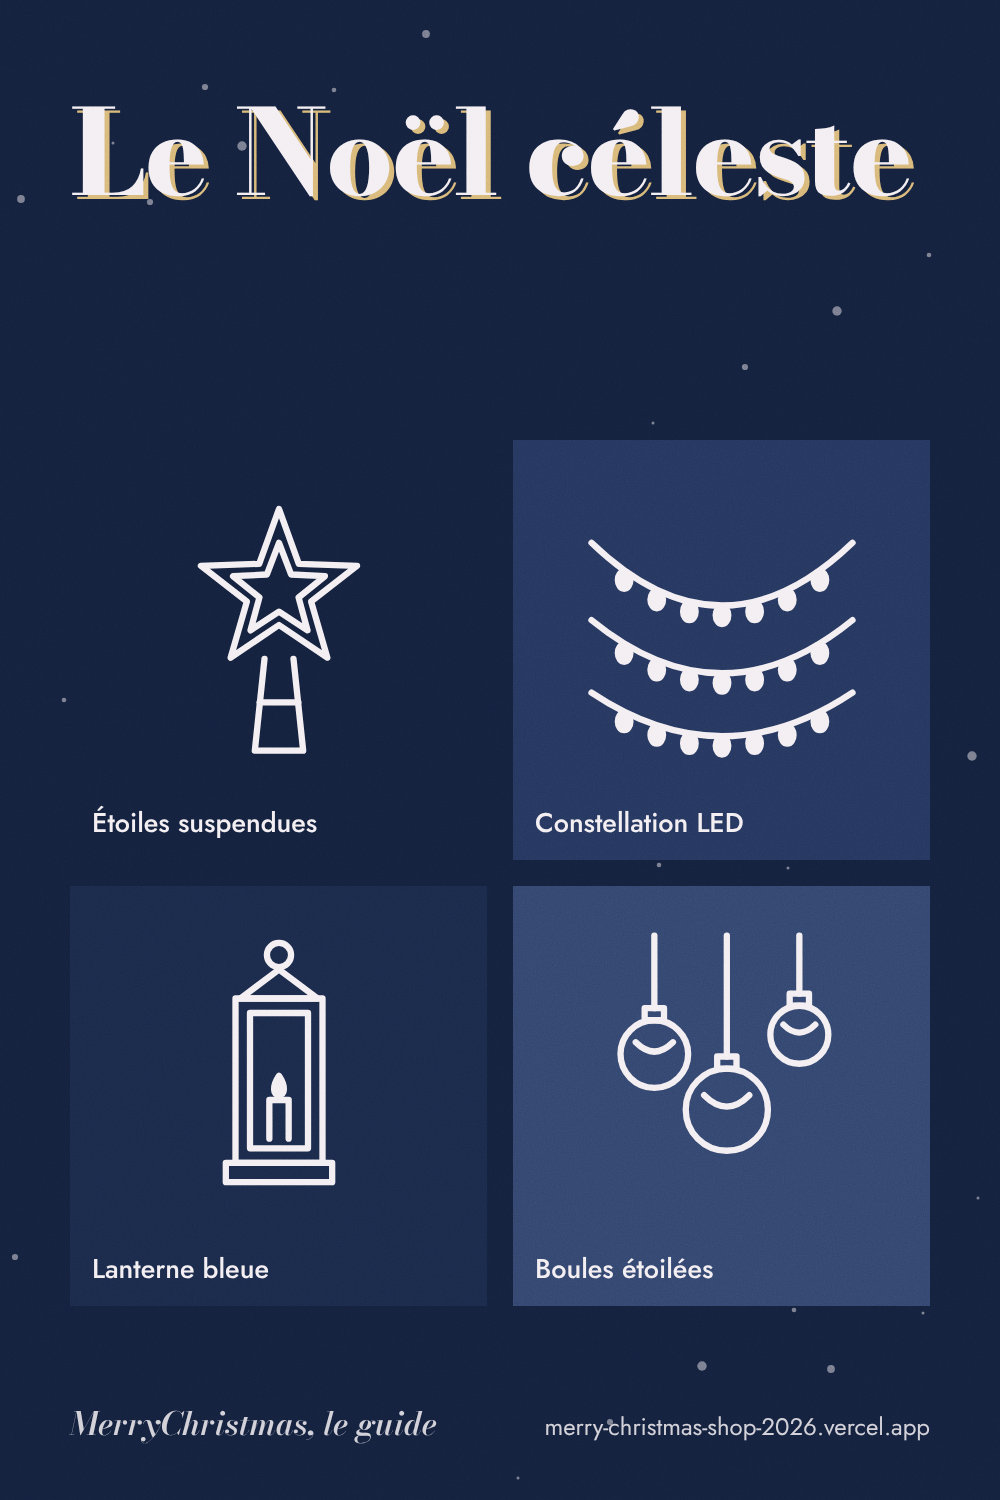 Le Noël céleste
Étoiles suspendues
Constellation LED
Lanterne bleue
Boules étoilées
MerryChristmas, le guide
merry-christmas-shop-2026.vercel.app